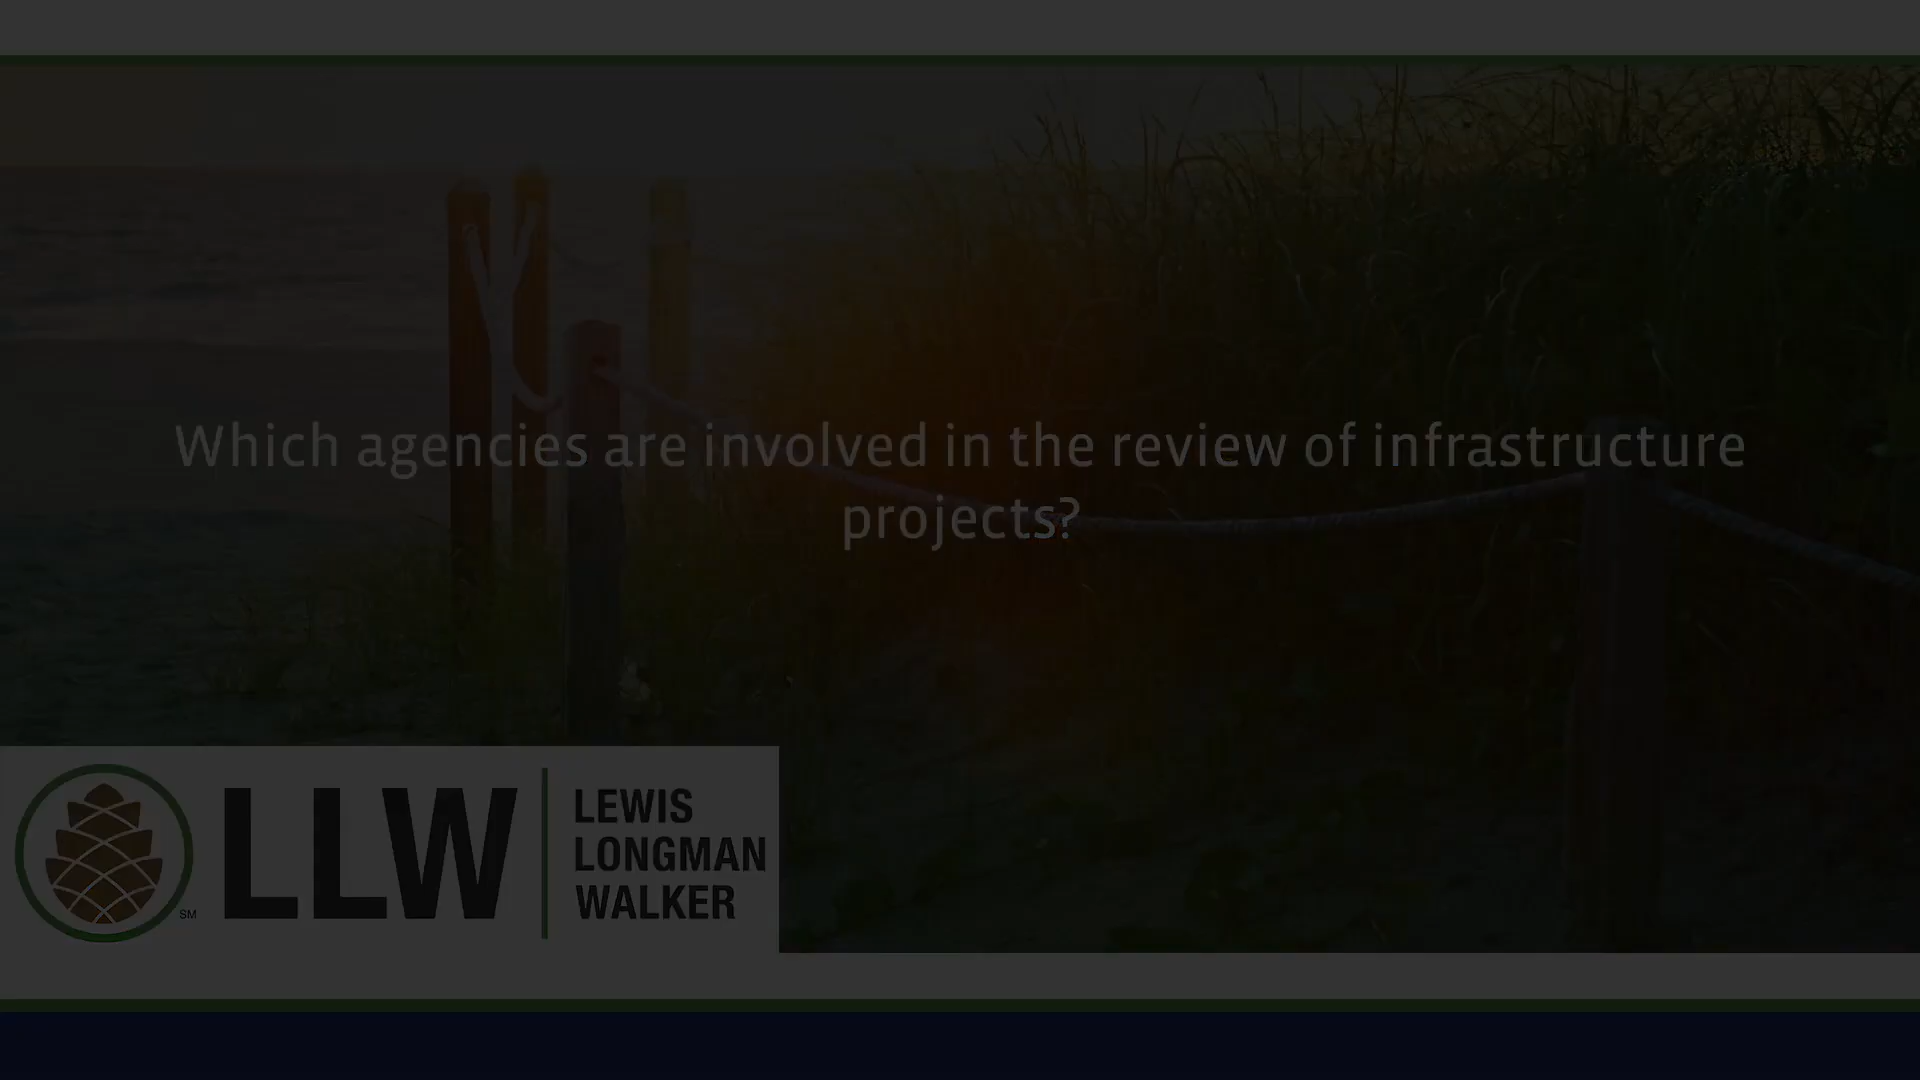 Which agencies are involved in the review of infrastructure
projects?
LLW
LEWIS
LONGMAN
WALKER
SM